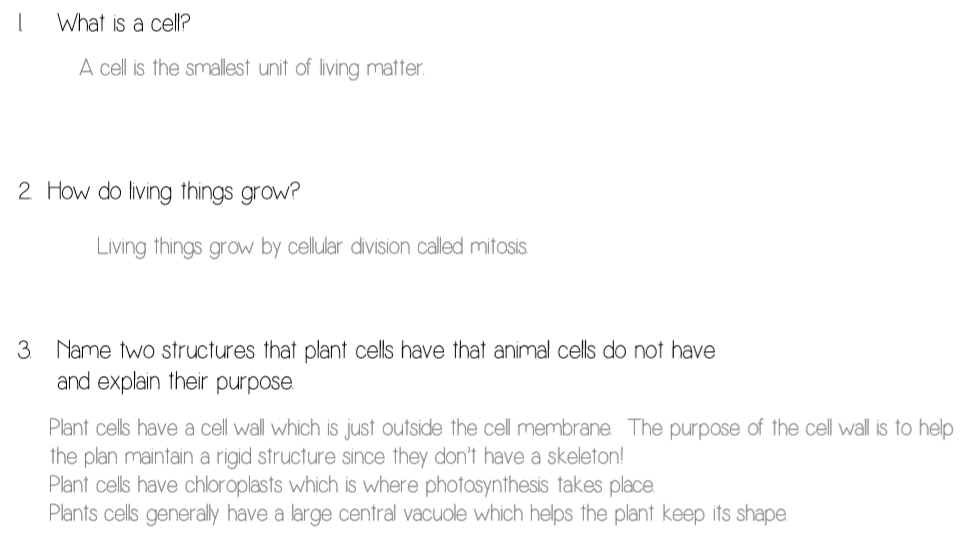 1 What is a cell?
A cell is the smallest unit of living matter.
2. How do living things grow?
Living things grow by cellular division called mitosis.
3. Name two structures that plant cells have that animal cells do not have
and explain their purpose.
Plant cells have a cell wall which is just outside the cell membrane. The purpose of the cell wall is to help
the plan maintain a rigid structure since they don't have a skeleton!
Plant cells have chloroplasts which is where photosynthesis takes place.
Plants cells generally have a large central vacuole which helps the plant keep its shape.